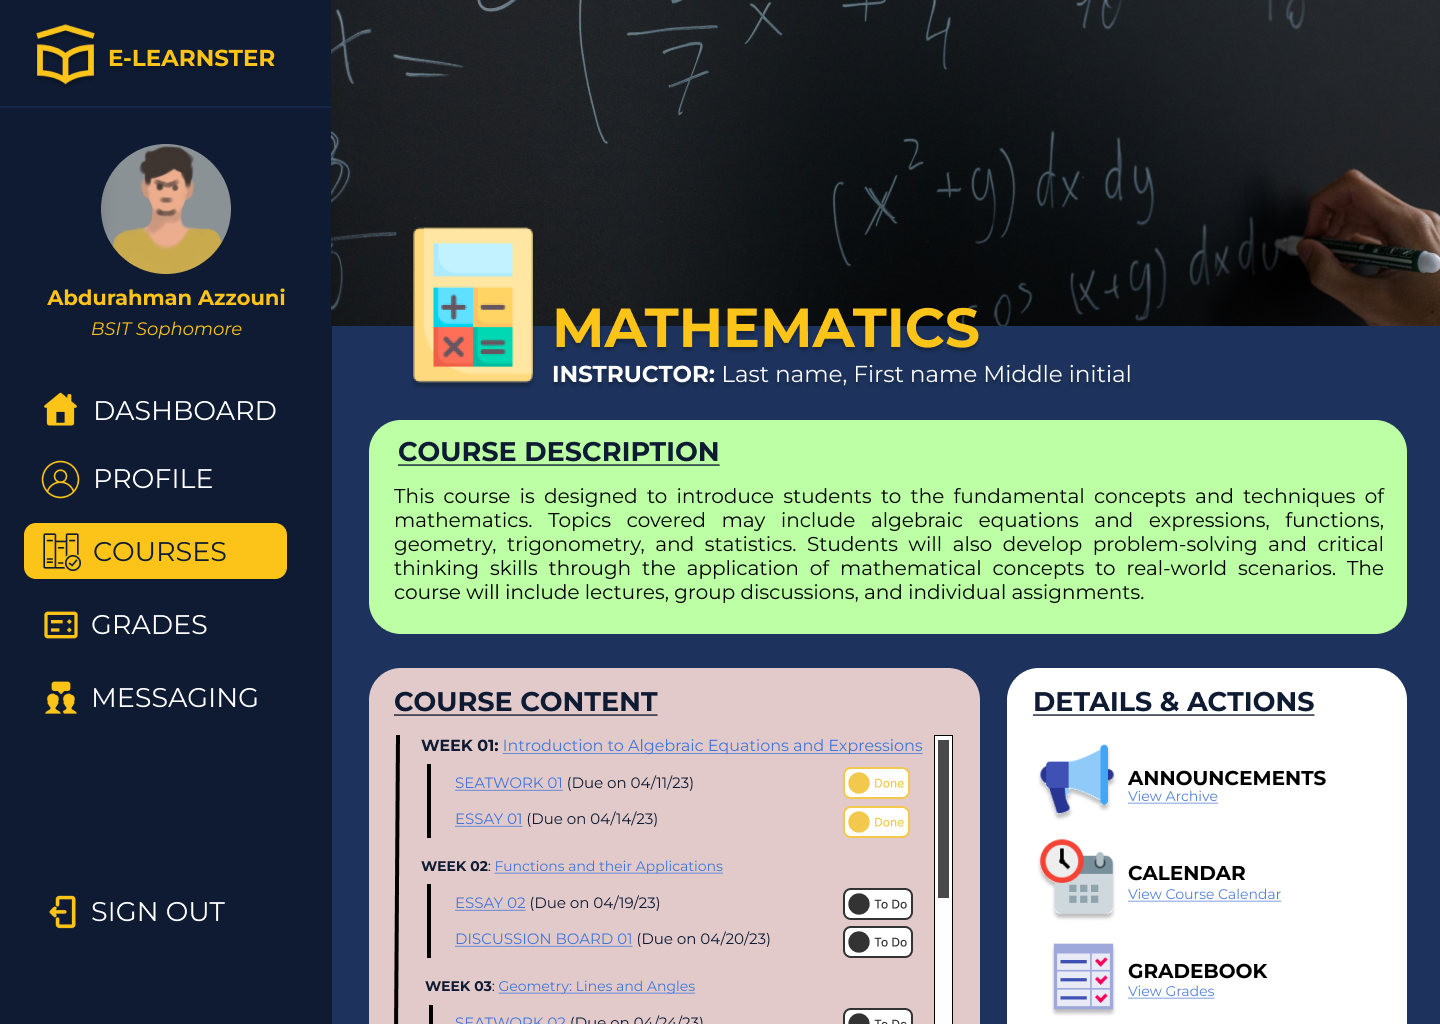 E-LEARNSTER
Abdurahman Azzouni
BSIT Sophomore
DASHBOARD
PROFILE
COURSES
GRADES
MESSAGING
SIGN OUT
(x²+y) dx dy
(x+y) dxdy
MATHEMATICS
INSTRUCTOR: Last name, First name Middle initial
COURSE DESCRIPTION
This course is designed to introduce students to the fundamental concepts and techniques of
mathematics. Topics covered may include algebraic equations and expressions, functions,
geometry, trigonometry, and statistics. Students will also develop problem-solving and critical
thinking skills through the application of mathematical concepts to real-world scenarios. The
course will include lectures, group discussions, and individual assignments.
COURSE CONTENT
WEEK 01: Introduction to Algebraic Equations and Expressions
SEATWORK 01 (Due on 04/11/23) Done
ESSAY 01 (Due on 04/14/23) Done
WEEK 02: Functions and their Applications
ESSAY 02 (Due on 04/19/23) To Do
DISCUSSION BOARD 01 (Due on 04/20/23) To Do
WEEK 03: Geometry: Lines and Angles
SEATWORK 02 (Due on 04/24/23) To Do
DETAILS & ACTIONS
ANNOUNCEMENTS
View Archive
CALENDAR
View Course Calendar
GRADEBOOK
View Grades